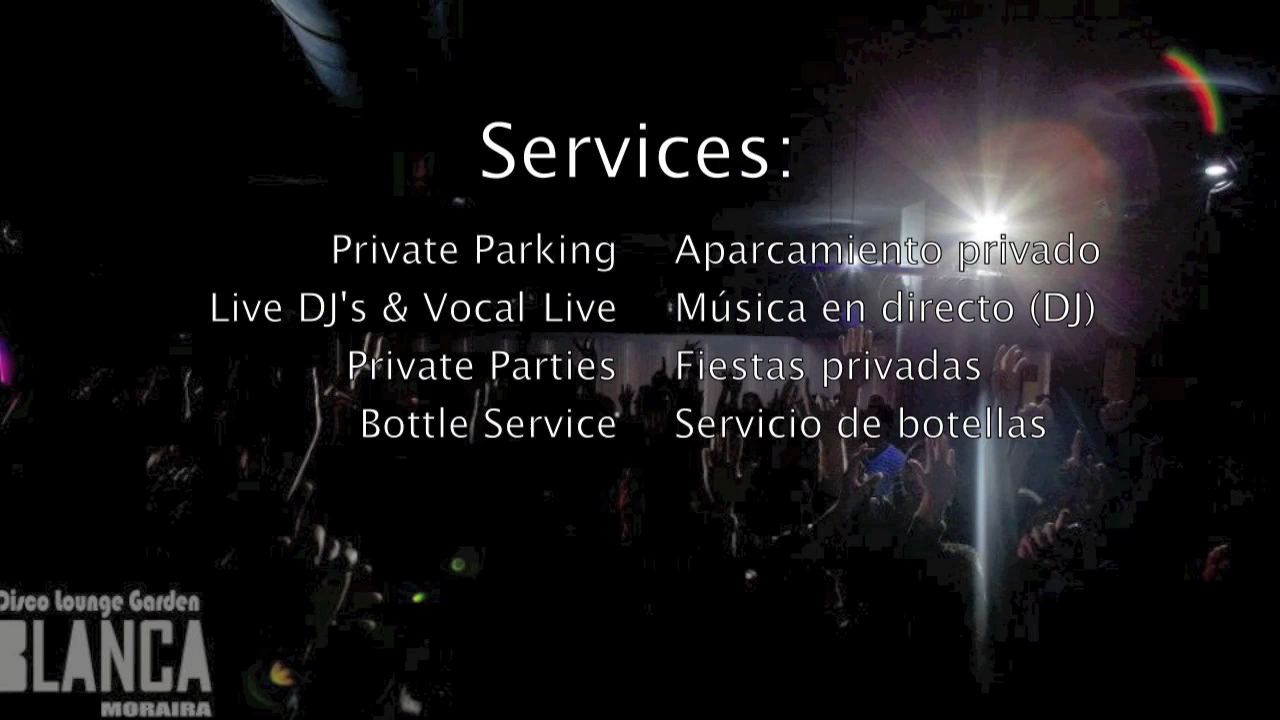 Services:
Private Parking Aparcamiento privado
Live DJ's & Vocal Live Música en directo (DJ)
Private Parties Fiestas privadas
Bottle Service Servicio de botellas
Disco Lounge Garden
BLANCA
MORAIRA